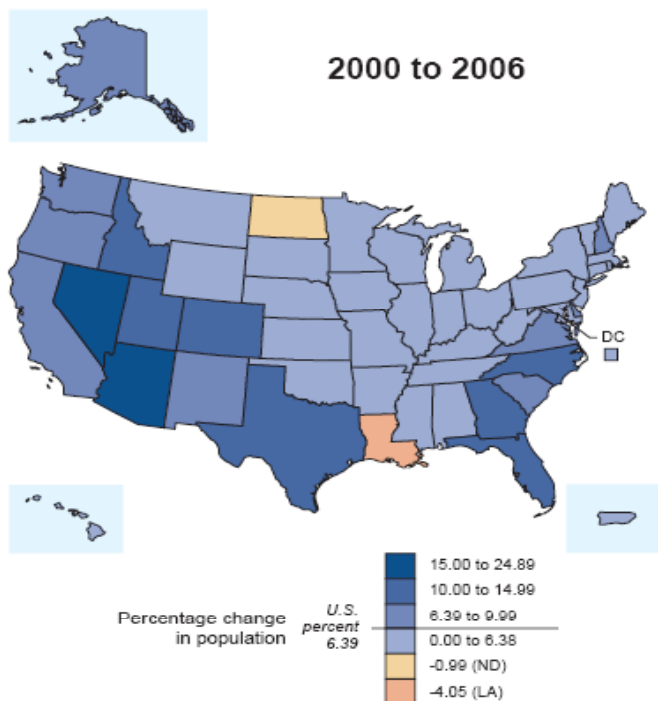 2000 to 2006
DC
15.00 to 24.89
10.00 to 14.99
6.39 to 9.99
0.00 to 6.38
-0.99 (ND)
-4.05 (LA)
Percentage change
in population
U.S.
percent
6.39